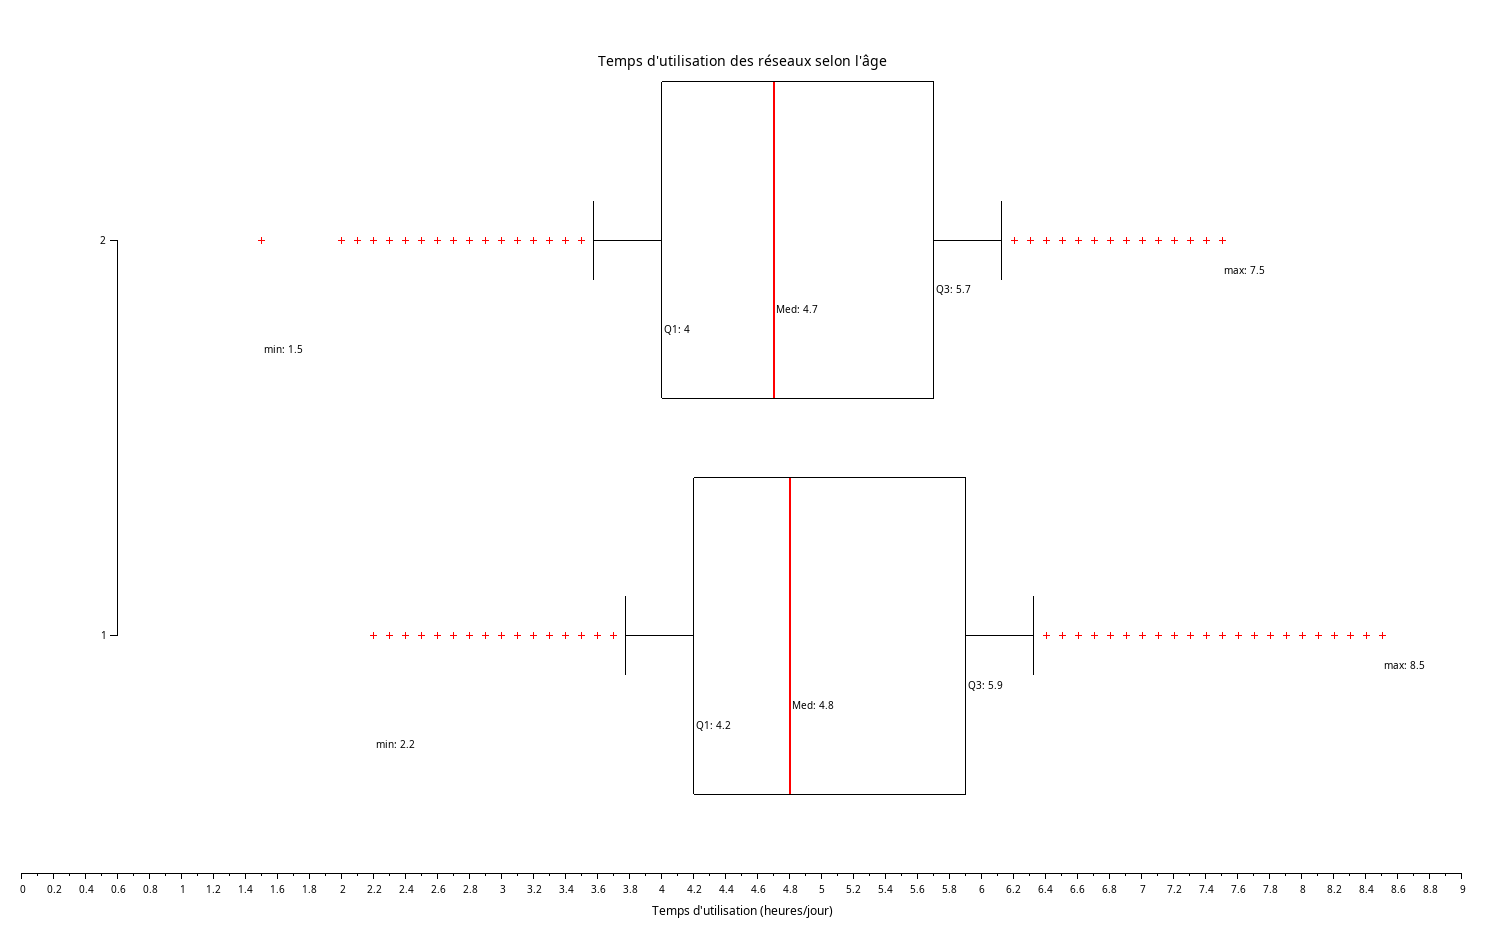 Temps d'utilisation des réseaux selon l'âge
2
max: 7.5
Q3: 5.7
Med: 4.7
Q1: 4
min: 1.5
1
max: 8.5
Q3: 5.9
Med: 4.8
Q1: 4.2
min: 2.2
0 0.2 0.4 0.6 0.8 1 1.2 1.4 1.6 1.8 2 2.2 2.4 2.6 2.8 3 3.2 3.4 3.6 3.8 4 4.2 4.4 4.6 4.8 5 5.2 5.4 5.6 5.8 6 6.2 6.4 6.6 6.8 7 7.2 7.4 7.6 7.8 8 8.2 8.4 8.6 8.8 9
Temps d'utilisation (heures/jour)